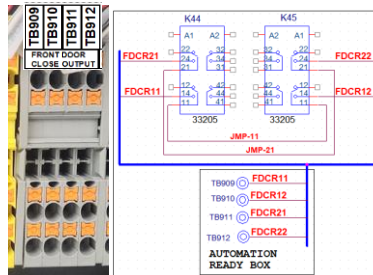 TB909
TB910
TB911
TB912
FRONT DOOR
CLOSE OUTPUT
K44
K45
A1 A2
A2 A1
22 32
24 34
21 31
12 42
14 44
11 41
32 22
34 24
31 21
42 12
44 14
41 11
FDCR21
FDCR22
FDCR11
FDCR12
33205
33205
JMP-11
JMP-21
TB909 FDCR11
TB910 FDCR12
TB911 FDCR21
TB912 FDCR22
AUTOMATION
READY BOX